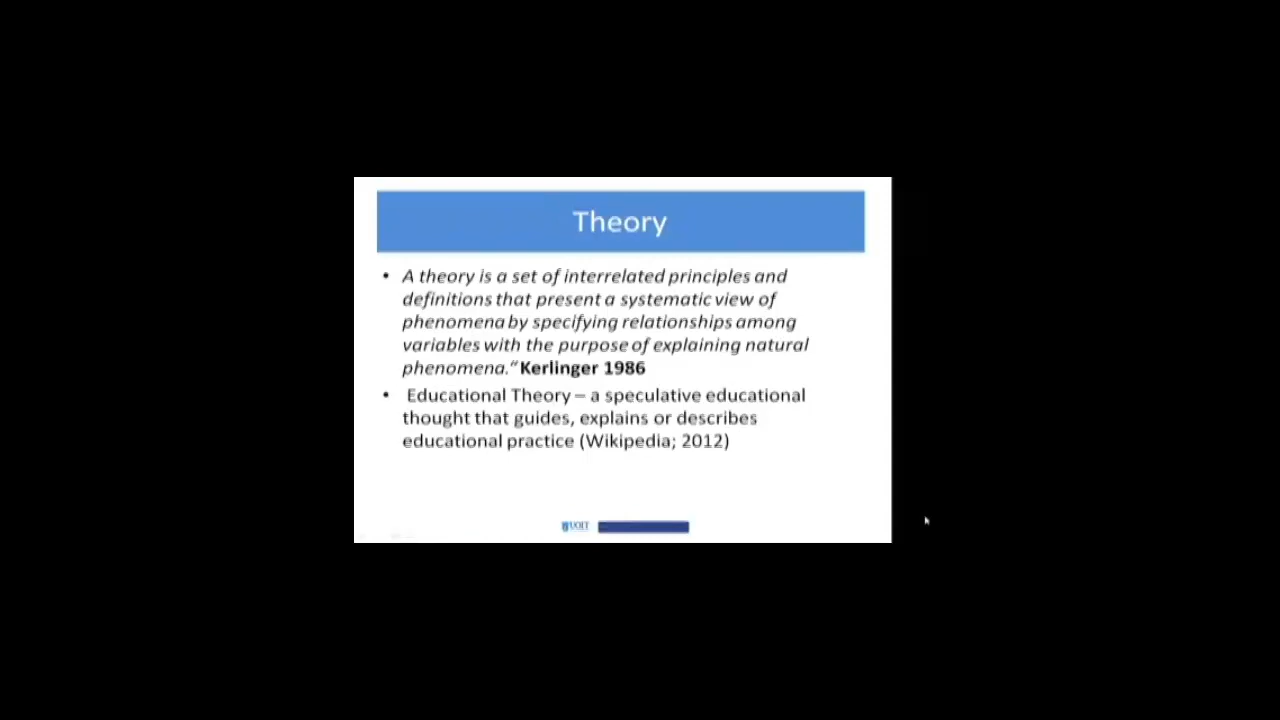 Theory
• A theory is a set of interrelated principles and
definitions that present a systematic view of
phenomena by specifying relationships among
variables with the purpose of explaining natural
phenomena." Kerlinger 1986
• Educational Theory – a speculative educational
thought that guides, explains or describes
educational practice (Wikipedia; 2012)
UOIT